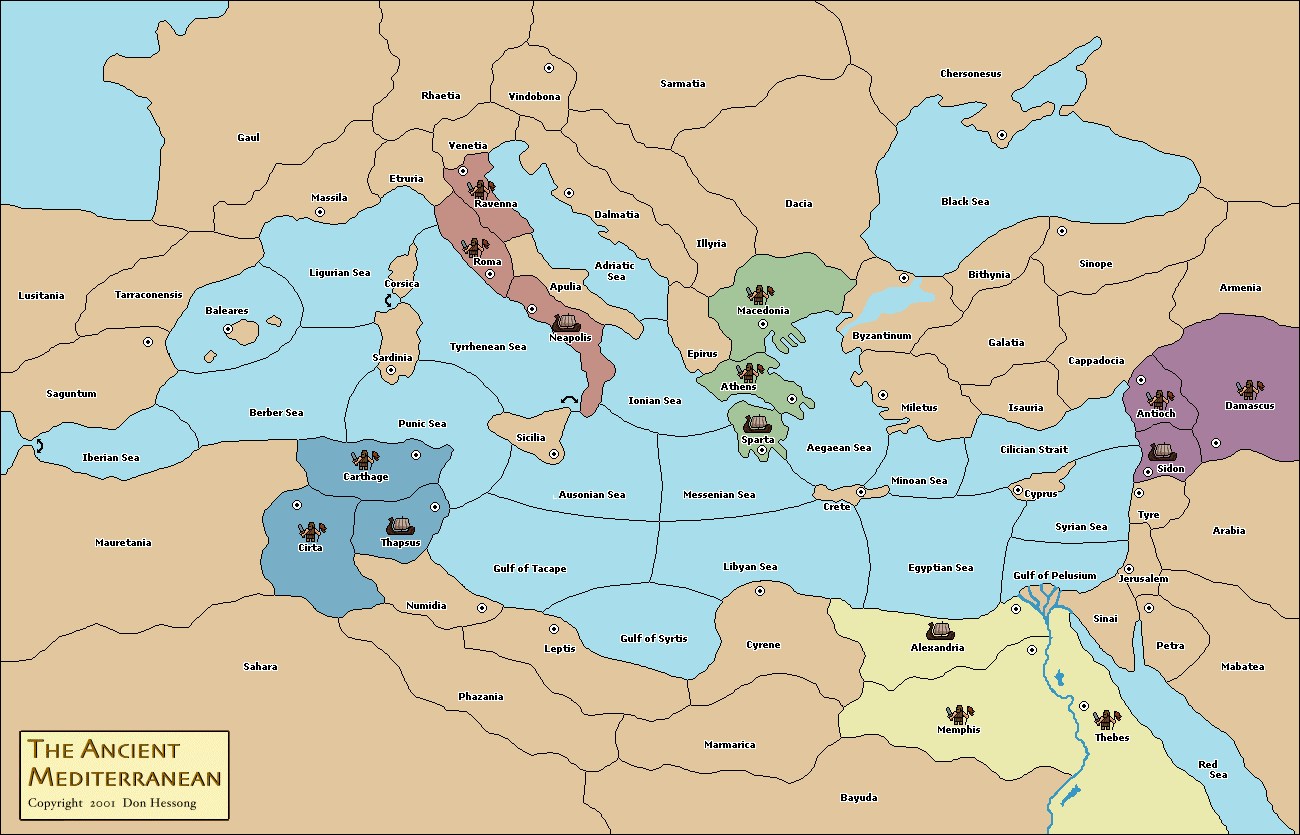 Chersonesus
Sarmatia
Rhaetia
Vindobona
Gaul
Venetia
Etruria
Massila
Ravenna
Dalmatia
Dacia
Black Sea
Illyria
Roma
Adriatic
Sea
Bithynia
Sinope
Ligurian Sea
Corsica
Apulia
Armenia
Lusitania
Tarraconensis
Baleares
Macedonia
Neapolis
Byzantinum
Galatia
Tyrrhenean Sea
Sardinia
Epirus
Cappadocia
Athens
Saguntum
Berber Sea
Ionian Sea
Miletus
Isauria
Antioch
Damascus
Punic Sea
Sicilia
Sparta
Aegaean Sea
Cilician Strait
Iberian Sea
Sidon
Carthage
Minoan Sea
Ausonian Sea
Messenian Sea
Crete
Cyprus
Tyre
Syrian Sea
Arabia
Mauretania
Cirta
Thapsus
Gulf of Tacape
Libyan Sea
Egyptian Sea
Gulf of Pelusium
Jerusalem
Numidia
Sinai
Gulf of Syrtis
Leptis
Cyrene
Alexandria
Petra
Sahara
Mabatea
Phazania
Memphis
Thebes
Marmarica
Red
Sea
Bayuda
THE ANCIENT
MEDITERRANEAN
Copyright 2001 Don Hessong